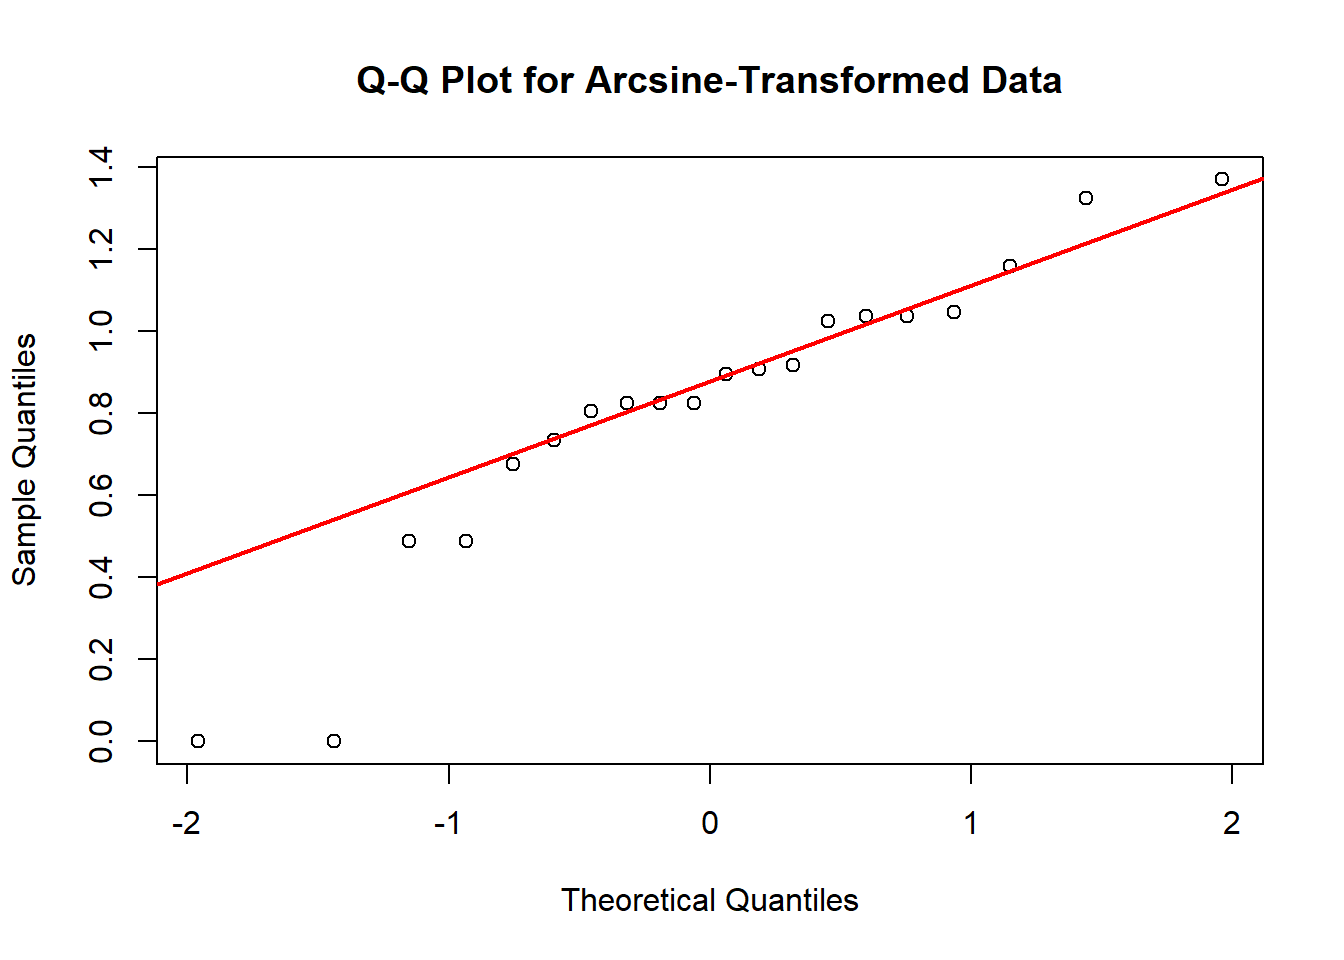 Q-Q Plot for Arcsine-Transformed Data
Sample Quantiles
1.4
1.2
1.0
0.8
0.6
0.4
0.2
0.0
-2 -1 0 1 2
Theoretical Quantiles